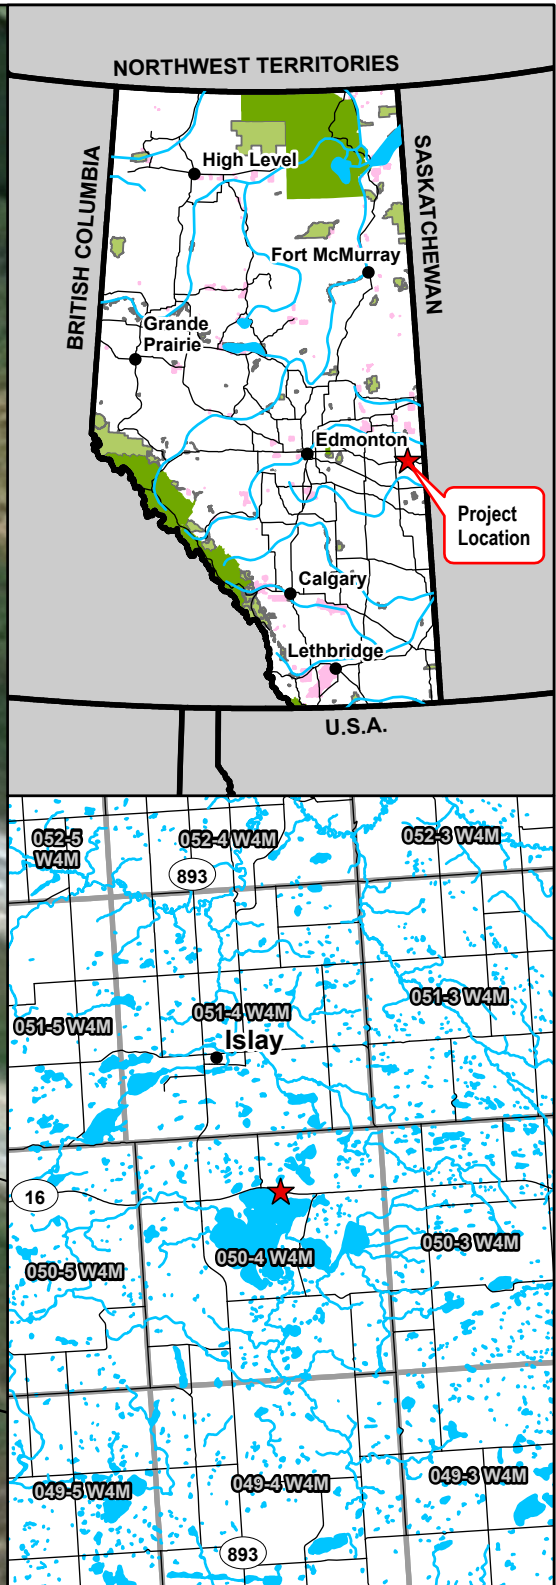 NORTHWEST TERRITORIES
BRITISH COLUMBIA
SASKATCHEWAN
High Level
Fort McMurray
Grande
Prairie
Edmonton
Project
Location
Calgary
Lethbridge
U.S.A.
052-5
W4M
052-4 W4M
052-3 W4M
893
051-5 W4M
051-4 W4M
051-3 W4M
Islay
16
050-5 W4M
050-4 W4M
050-3 W4M
049-5 W4M
049-4 W4M
049-3 W4M
893